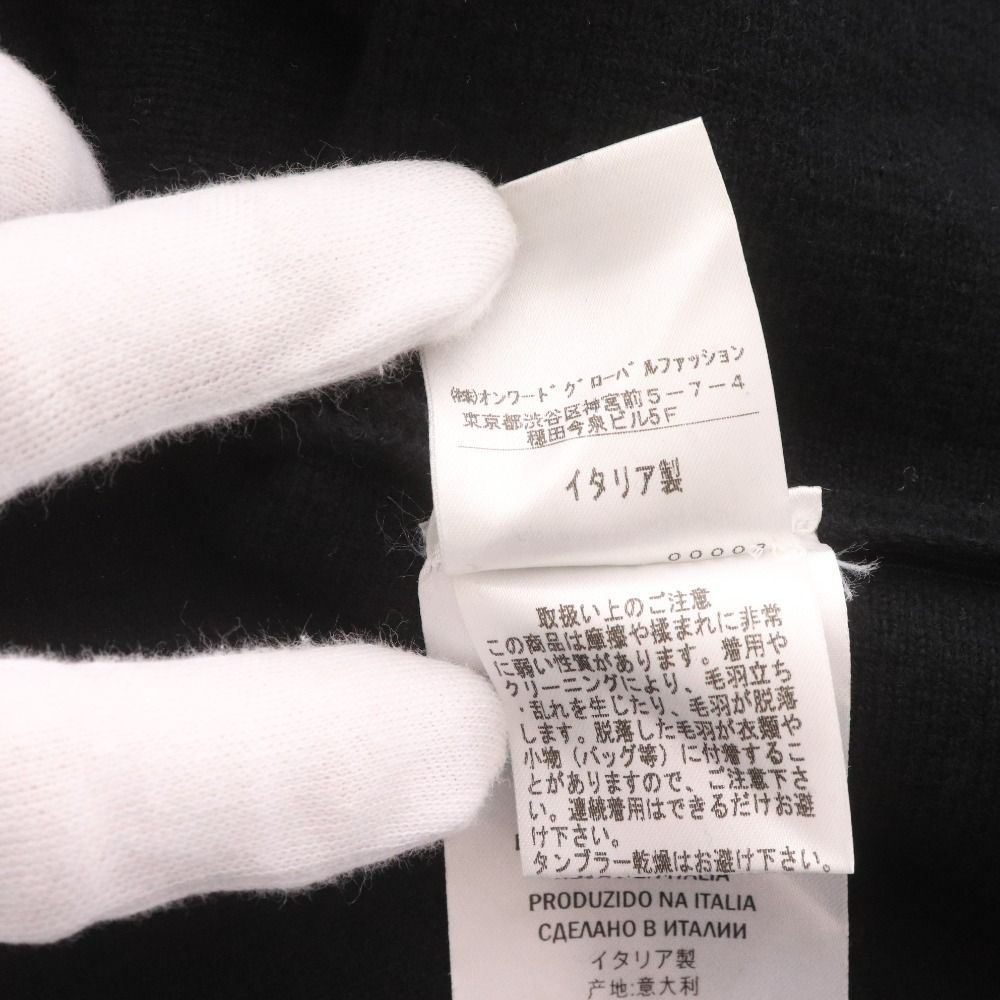 (株)オンワードグローバルファッション
東京都渋谷区神宮前5-7-4
穏田今泉ビル5F
イタリア製
取扱い上のご注意
この商品は摩擦や揉まれに非常
に弱い性質があります。着用や
クリーニングにより、毛羽立ち
・乱れを生じたり、毛羽が脱落
します。脱落した毛羽が衣類や
小物(バッグ等)に付着するこ
とがありますので、ご注意下さ
い。連続着用はできるだけお避
け下さい。
タンブラー乾燥はお避け下さい。
PRODUZIDO NA ITALIA
СДЕЛАНО В ИТАЛИИ
イタリア製
产地:意大利